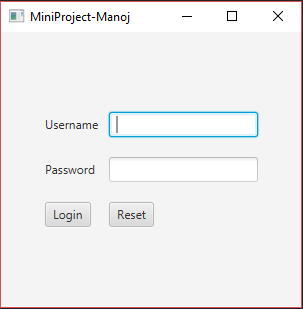 MiniProject-Manoj
Username
Password
Login Reset